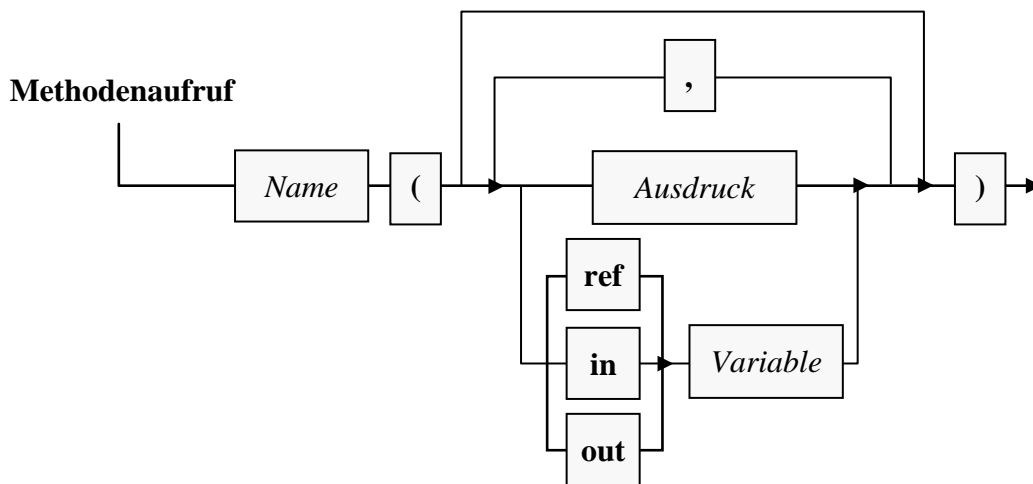 ,
Methodenaufruf
Name ( Ausdruck )
ref
in Variable
out